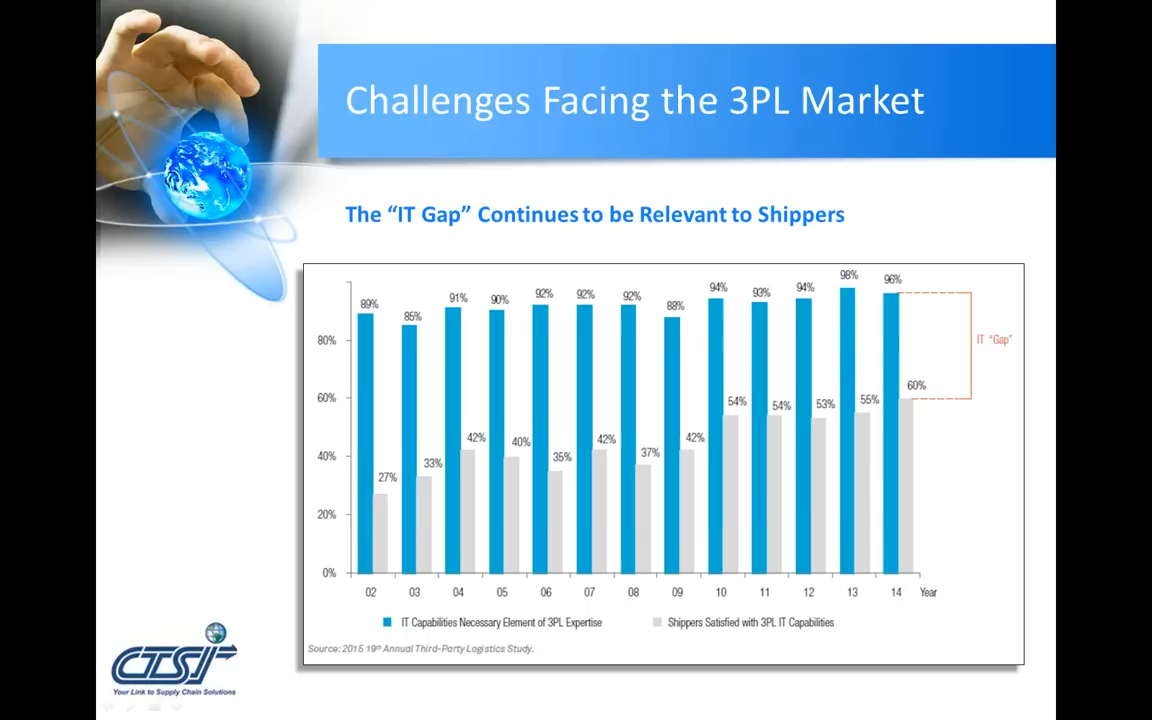 Challenges Facing the 3PL Market
The “IT Gap” Continues to be Relevant to Shippers
89% 85% 91% 90% 92% 92% 92% 88% 94% 93% 94% 98% 96%
IT “Gap”
27% 33% 42% 40% 35% 42% 37% 42% 54% 54% 53% 55% 60%
80%
60%
40%
20%
0%
02 03 04 05 06 07 08 09 10 11 12 13 14 Year
IT Capabilities Necessary Element of 3PL Expertise
Shippers Satisfied with 3PL IT Capabilities
Source: 2015 19th Annual Third-Party Logistics Study.
CTSI
Your Link to Supply Chain Solutions